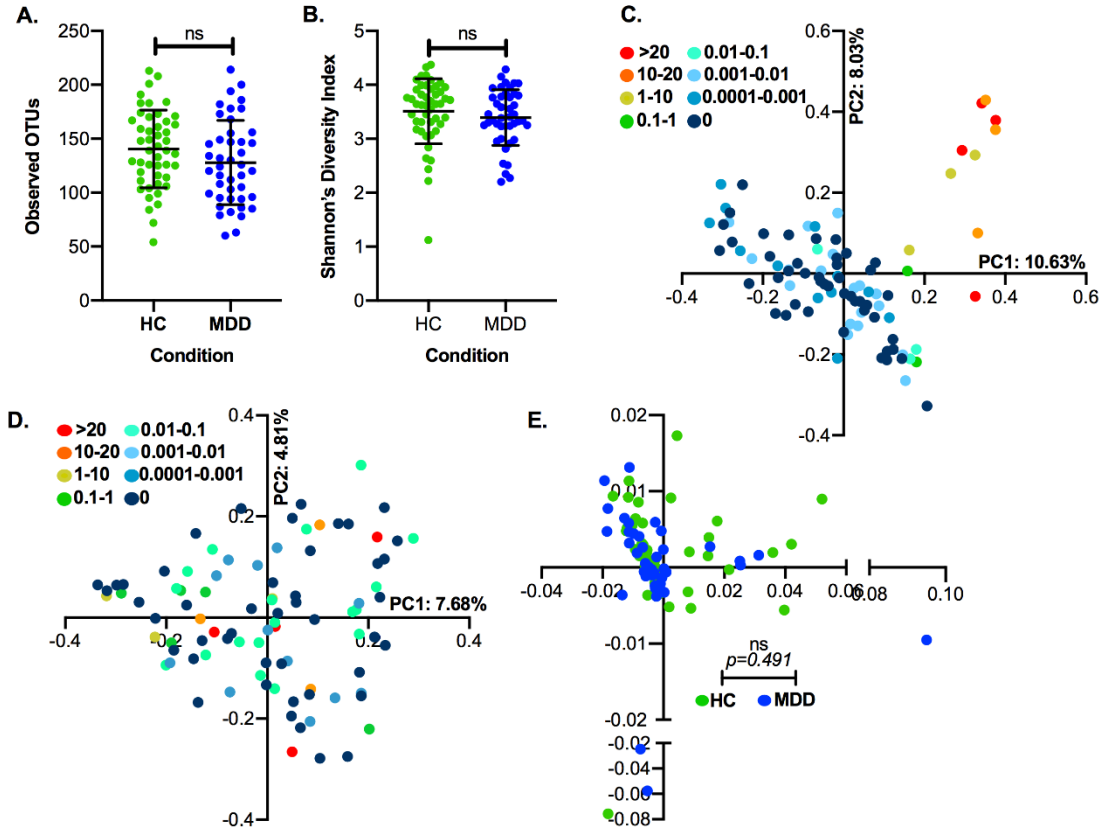 A.
ns
250
200
150
100
50
0
Observed OTUs
HC MDD
Condition
B.
ns
5
4
3
2
1
0
Shannon's Diversity Index
HC MDD
Condition
C.
>20 0.01-0.1
10-20 0.001-0.01
1-10 0.0001-0.001
0.1-1 0
PC2: 8.03%
0.6
0.4
0.2
-0.2
-0.4
PC1: 10.63%
-0.4 -0.2 0.0 0.2 0.4 0.6
D.
>20 0.01-0.1
10-20 0.001-0.01
1-10 0.0001-0.001
0.1-1 0
PC2: 4.81%
0.4
0.2
-0.2
-0.4
PC1: 7.68%
-0.4 -0.2 0.0 0.2 0.4
E.
0.02
0.01
-0.01
-0.02
-0.02
-0.04
-0.06
-0.08
-0.04 -0.02 0.00 0.02 0.04 0.06 0.08 0.10
ns
p=0.491
HC MDD